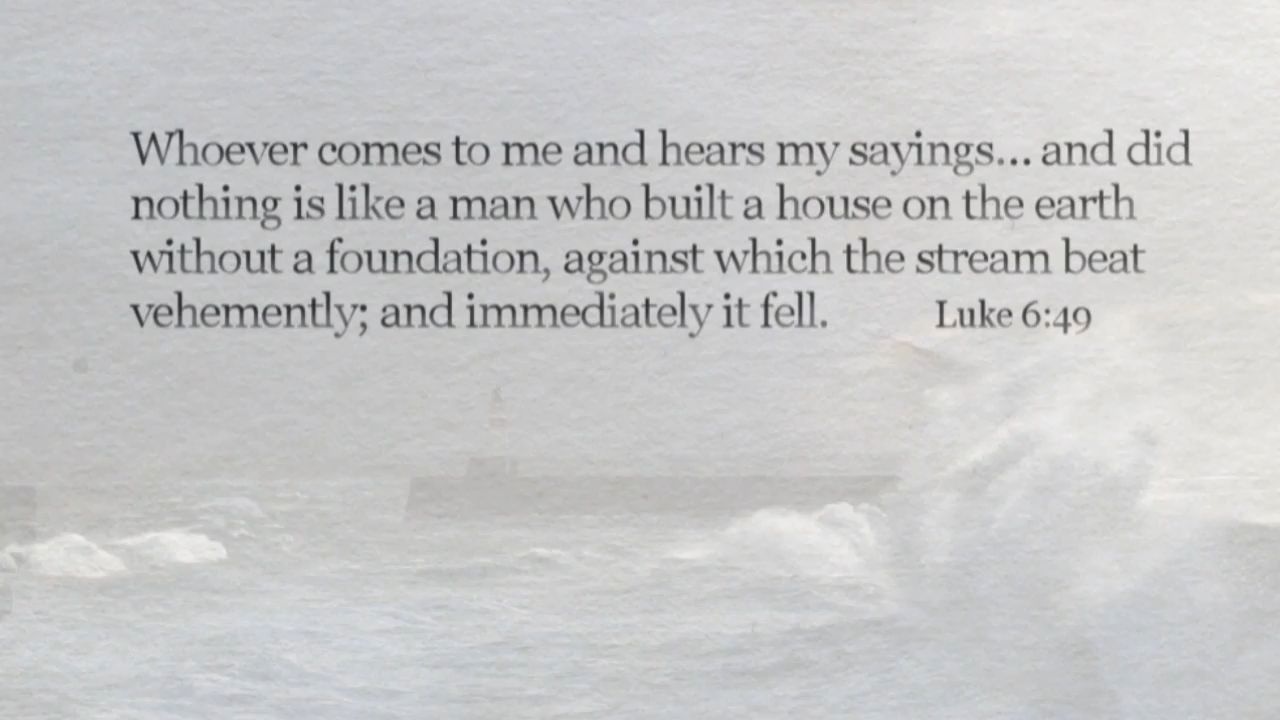 Whoever comes to me and hears my sayings... and did
nothing is like a man who built a house on the earth
without a foundation, against which the stream beat
vehemently; and immediately it fell. Luke 6:49